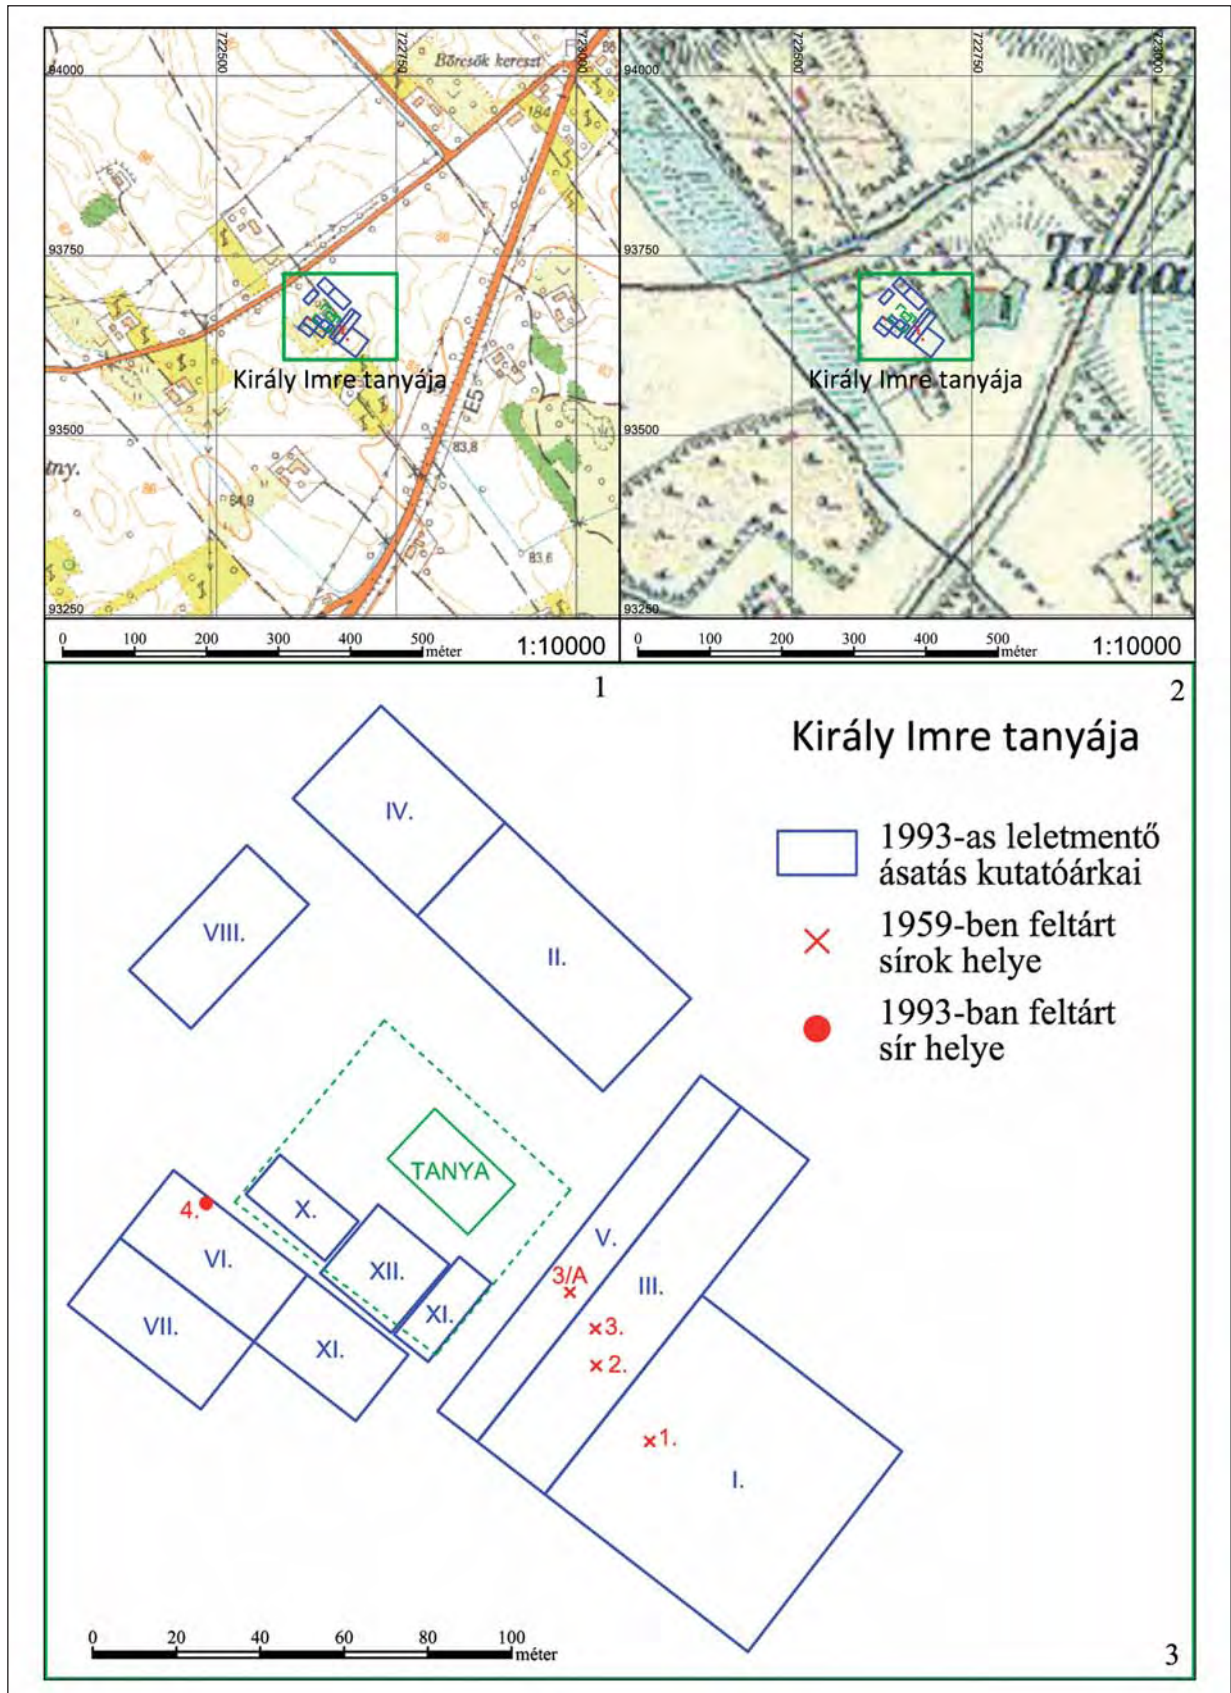 722500
722750
723000
94000
Börcsök kereszt
184
86
93750
Király Imre tanyája
E5
93500
83,8
ny.
84,9
83,6
93250
0 100 200 300 400 500
méter
1:10000
1
722500
722750
723000
94000
93750
Király Imre tanyája
93500
93250
0 100 200 300 400 500
méter
1:10000
2
Király Imre tanyája
1993-as leletmentő
ásatás kutatóárkai
1959-ben feltárt
sírok helye
1993-ban feltárt
sír helye
IV.
VIII.
II.
TANYA
X.
4.
VI.
XII.
V.
3/A
III.
XI.
VII.
XI.
3.
2.
1.
I.
0 20 40 60 80 100
méter
3